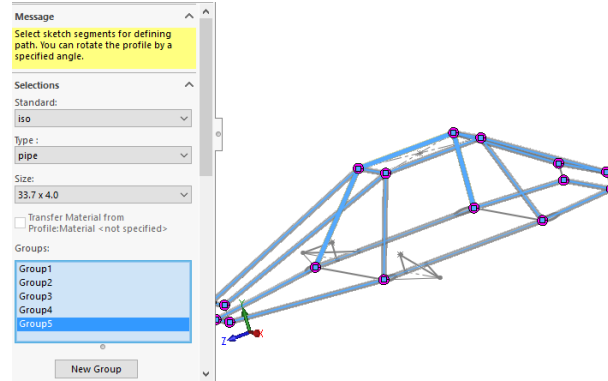 Message
Select sketch segments for defining
path. You can rotate the profile by a
specified angle.
Selections
Standard:
iso
Type :
pipe
Size:
33.7 x 4.0
Transfer Material from
Profile:Material <not specified>
Groups:
Group1
Group2
Group3
Group4
Group5
New Group
Y
Z
X